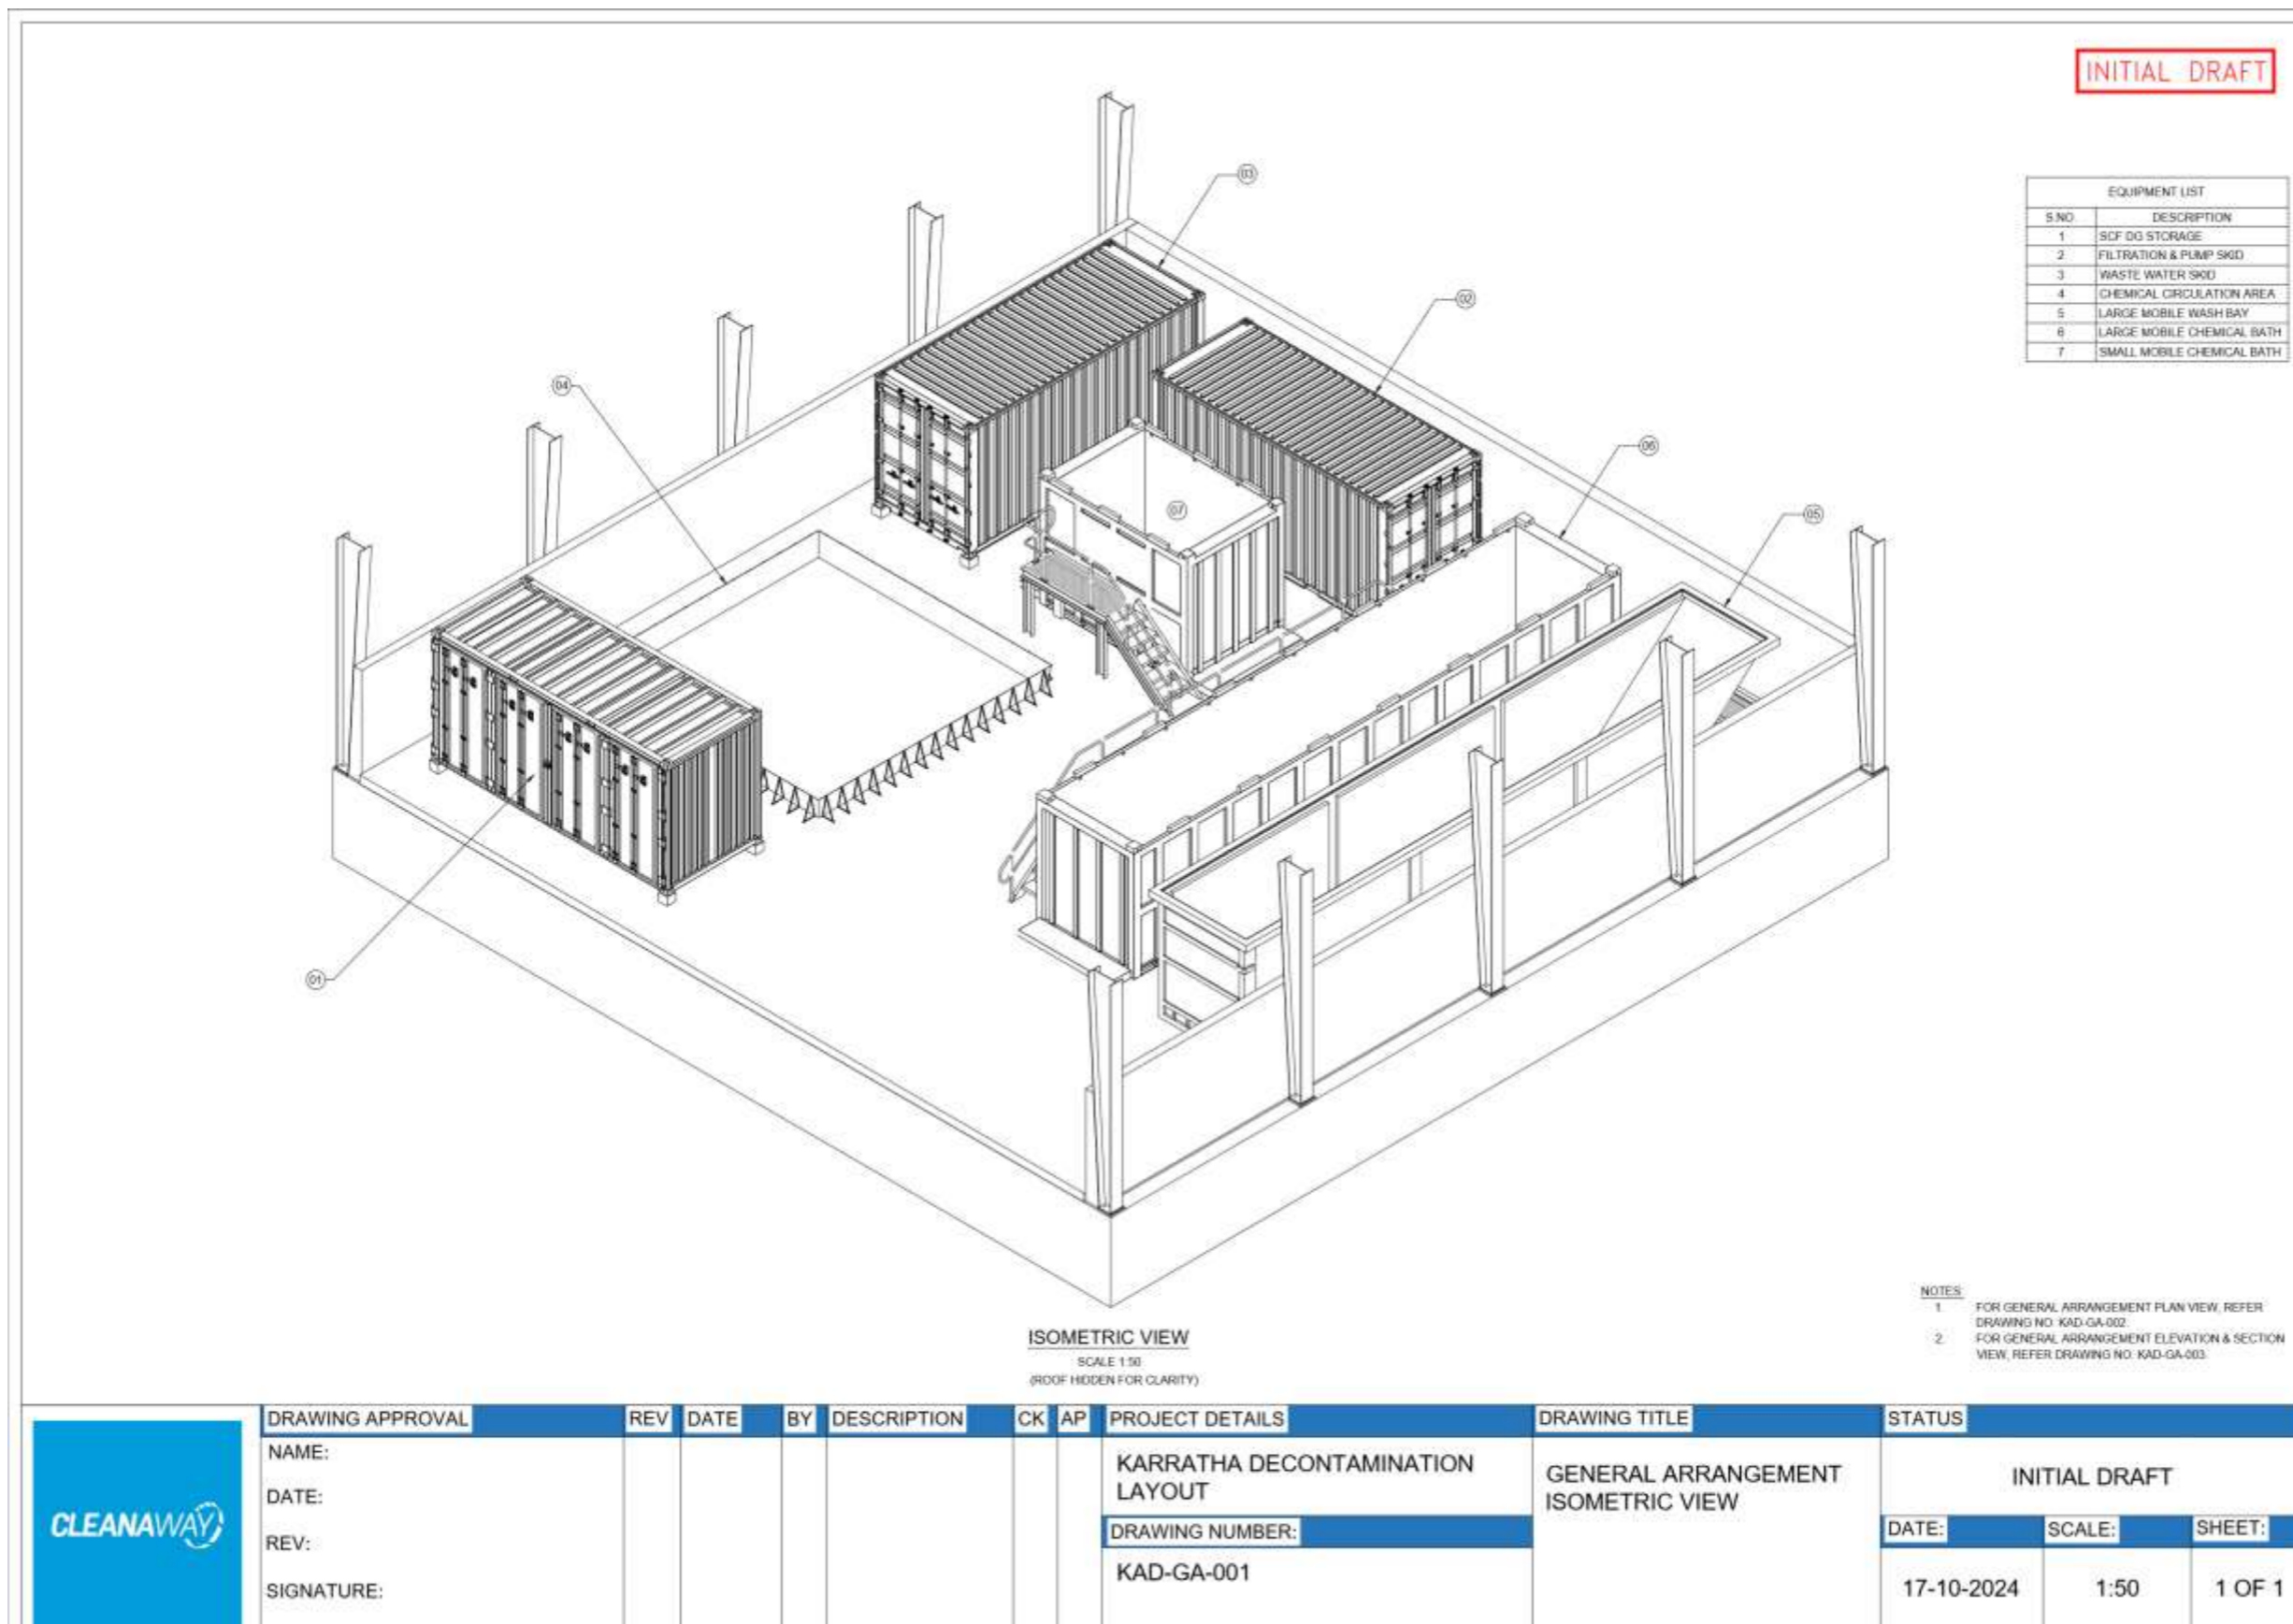 INITIAL DRAFT
EQUIPMENT LIST
S.NO. DESCRIPTION
1 SCF DG STORAGE
2 FILTRATION & PUMP SKID
3 WASTE WATER SKID
4 CHEMICAL CIRCULATION AREA
5 LARGE MOBILE WASH BAY
6 LARGE MOBILE CHEMICAL BATH
7 SMALL MOBILE CHEMICAL BATH
03
02
04
06
07
05
01
ISOMETRIC VIEW
SCALE 1:50
(ROOF HIDDEN FOR CLARITY)
NOTES:
1. FOR GENERAL ARRANGEMENT PLAN VIEW, REFER
DRAWING NO. KAD-GA-002.
2. FOR GENERAL ARRANGEMENT ELEVATION & SECTION
VIEW, REFER DRAWING NO. KAD-GA-003.
CLEANAWAY
DRAWING APPROVAL
NAME:
DATE:
REV:
SIGNATURE:
REV DATE BY DESCRIPTION CK AP
PROJECT DETAILS
KARRATHA DECONTAMINATION
LAYOUT
DRAWING NUMBER:
KAD-GA-001
DRAWING TITLE
GENERAL ARRANGEMENT
ISOMETRIC VIEW
STATUS
INITIAL DRAFT
DATE: SCALE: SHEET:
17-10-2024 1:50 1 OF 1